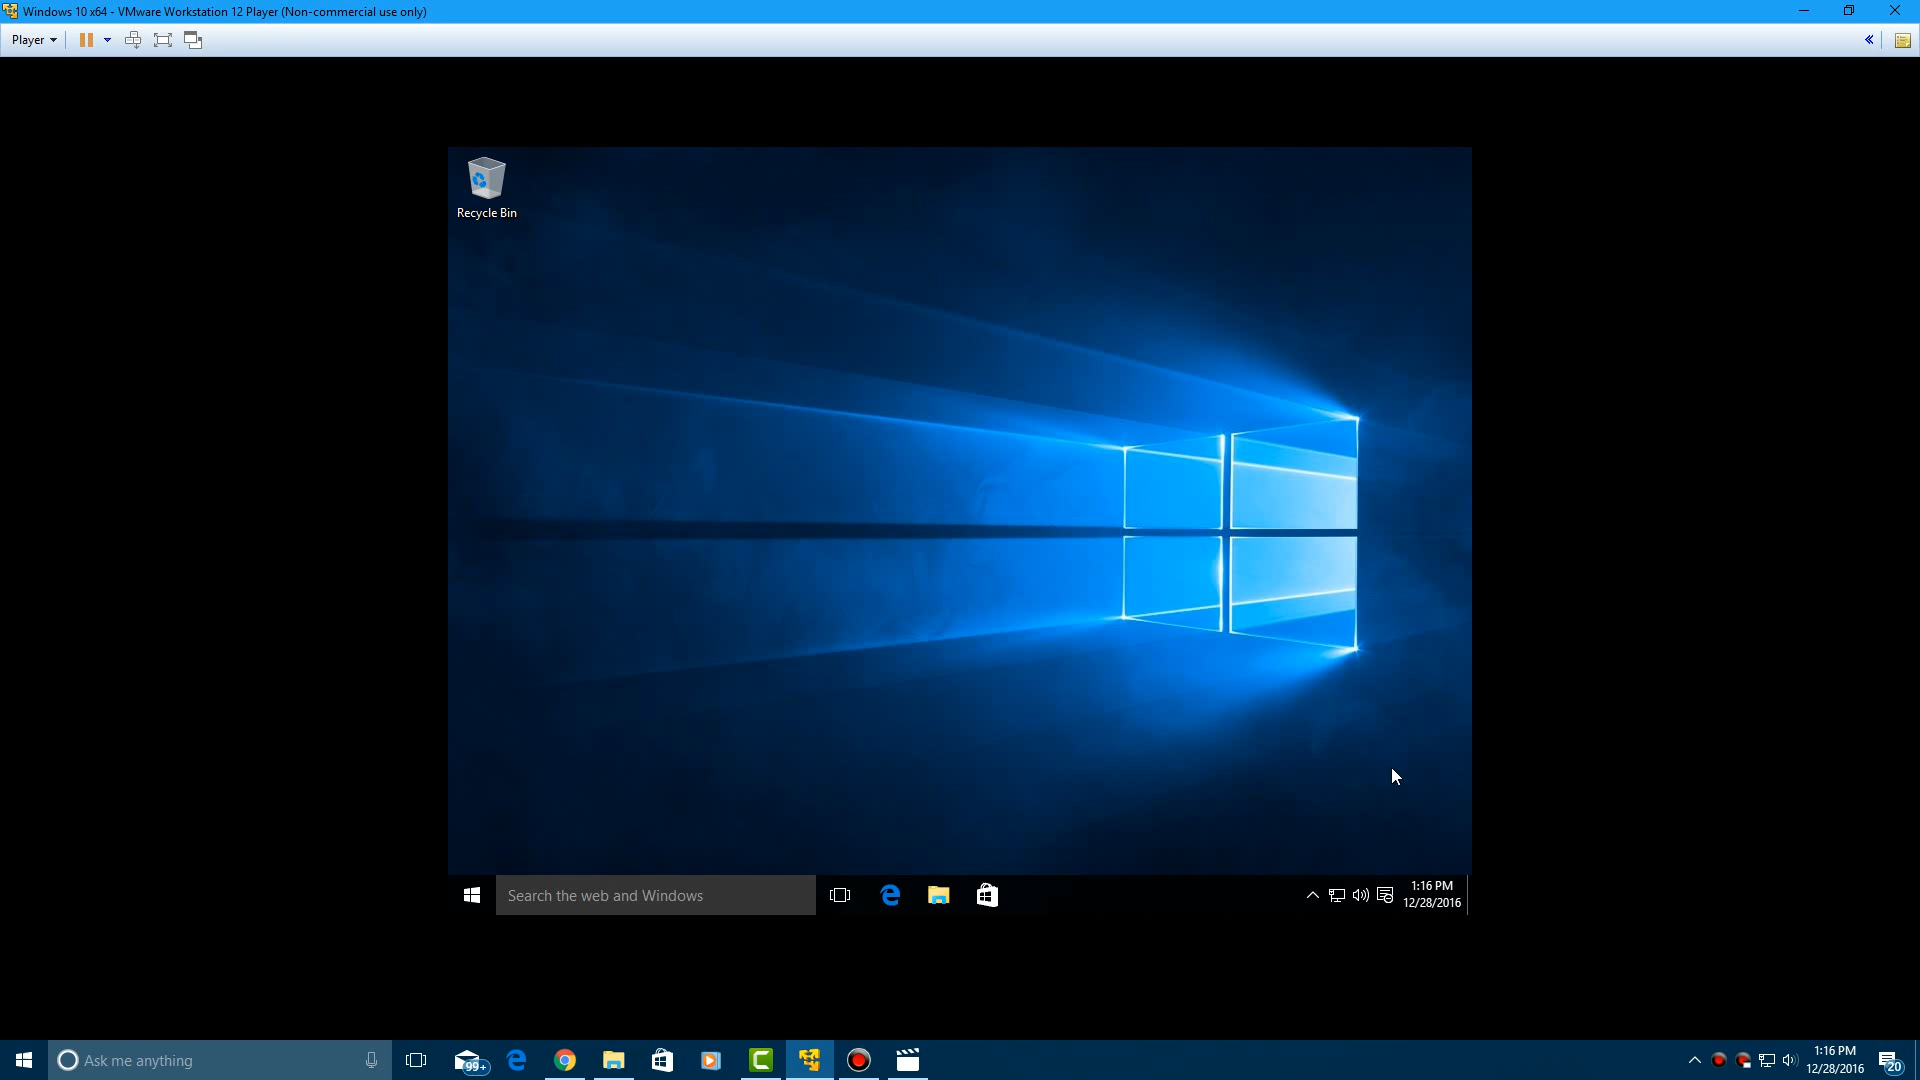 Windows 10 x64 - VMware Workstation 12 Player (Non-commercial use only)
Player
Recycle Bin
Search the web and Windows
1:16 PM
12/28/2016
Ask me anything
99+
1:16 PM
12/28/2016
20